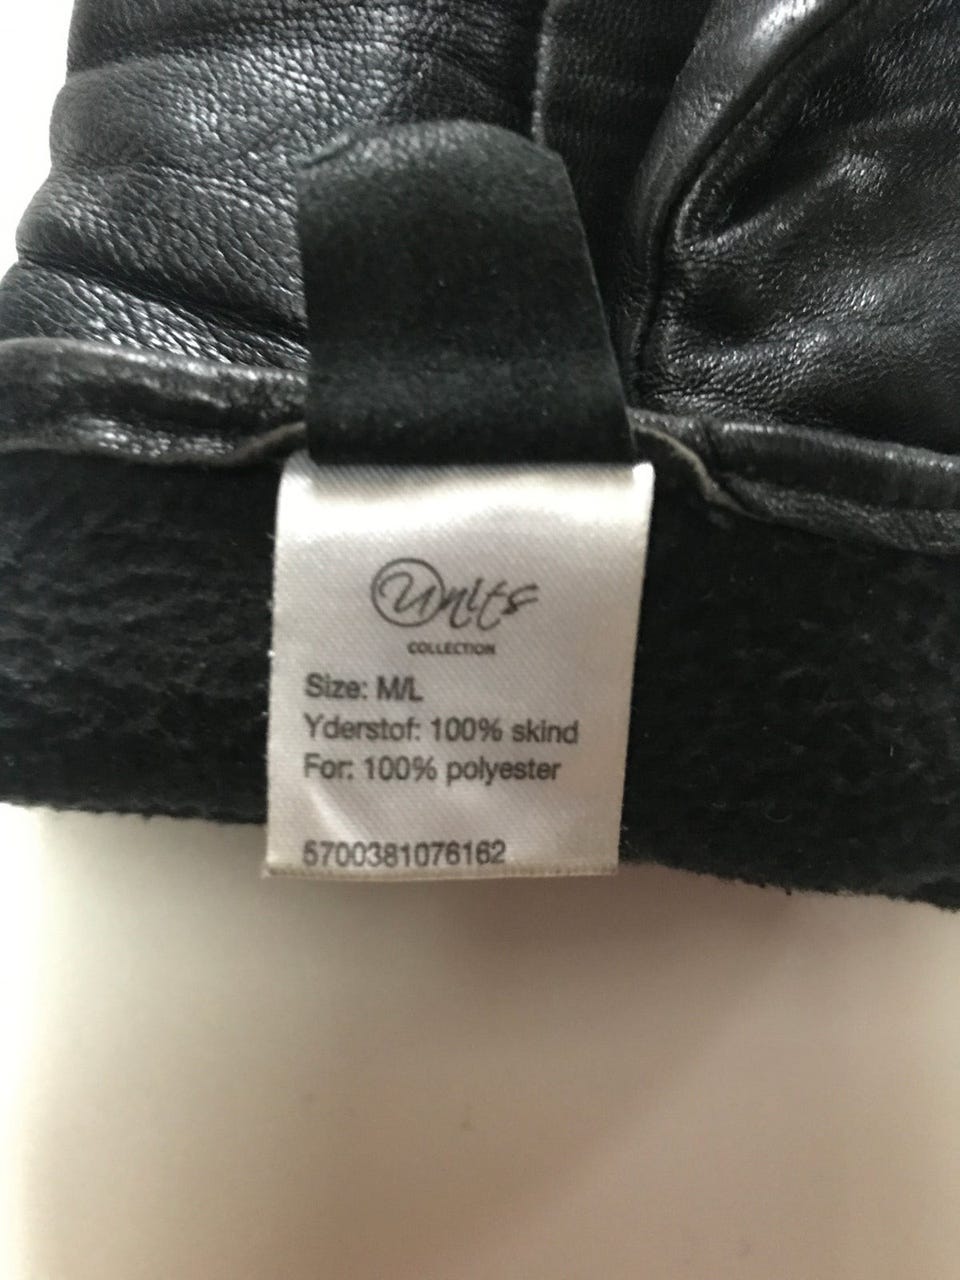 Units
COLLECTION
Size: M/L
Yderstof: 100% skind
For: 100% polyester
5700381076162